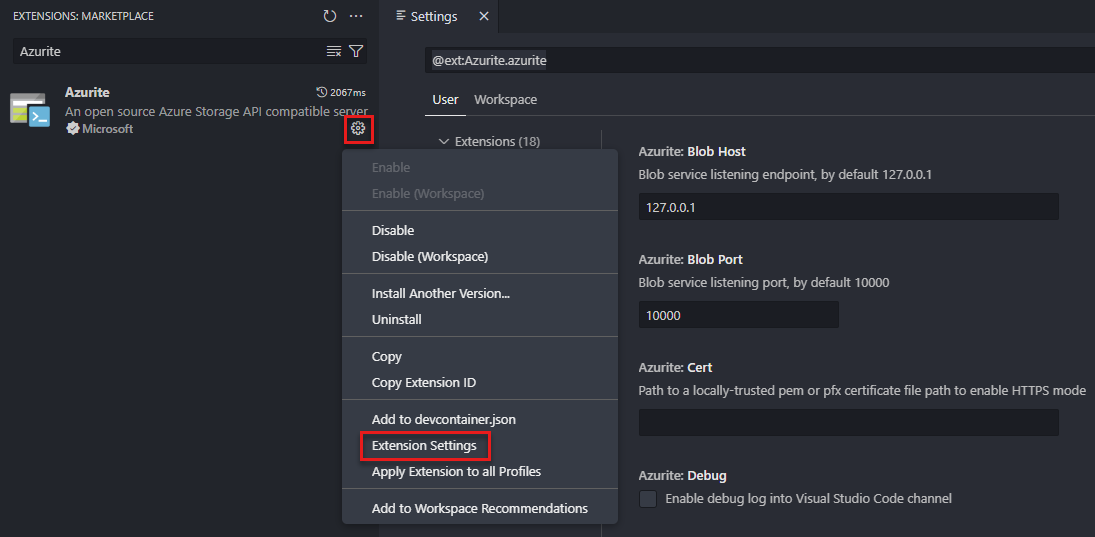 EXTENSIONS: MARKETPLACE
Azurite
Azurite
2067ms
An open source Azure Storage API compatible server
Microsoft
Enable
Enable (Workspace)
Disable
Disable (Workspace)
Install Another Version...
Uninstall
Copy
Copy Extension ID
Add to devcontainer.json
Extension Settings
Apply Extension to all Profiles
Add to Workspace Recommendations
Settings
@ext:Azurite.azurite
User Workspace
Extensions (18)
Azurite: Blob Host
Blob service listening endpoint, by default 127.0.0.1
127.0.0.1
Azurite: Blob Port
Blob service listening port, by default 10000
10000
Azurite: Cert
Path to a locally-trusted pem or pfx certificate file path to enable HTTPS mode
Azurite: Debug
Enable debug log into Visual Studio Code channel